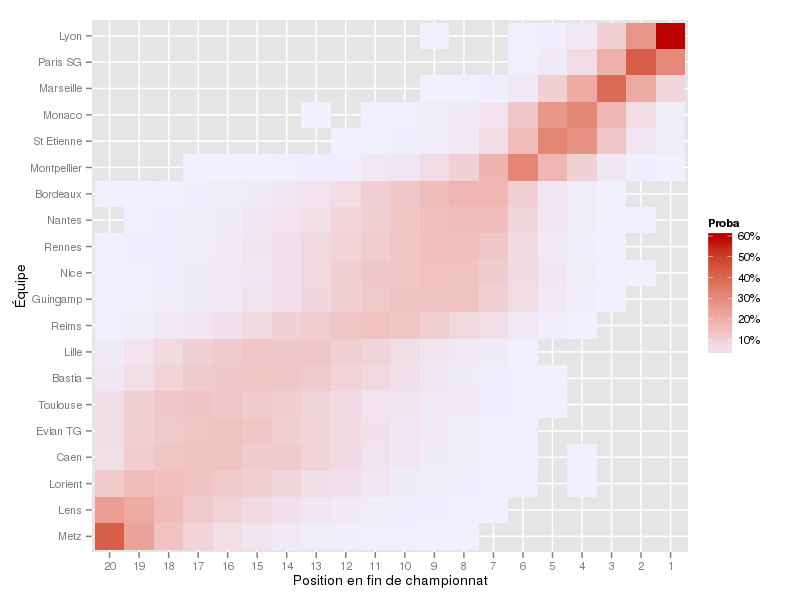 Équipe
Lyon
Paris SG
Marseille
Monaco
St Etienne
Montpellier
Bordeaux
Nantes
Rennes
Nice
Guingamp
Reims
Lille
Bastia
Toulouse
Evian TG
Caen
Lorient
Lens
Metz
20 19 18 17 16 15 14 13 12 11 10 9 8 7 6 5 4 3 2 1
Position en fin de championnat
Proba
60%
50%
40%
30%
20%
10%